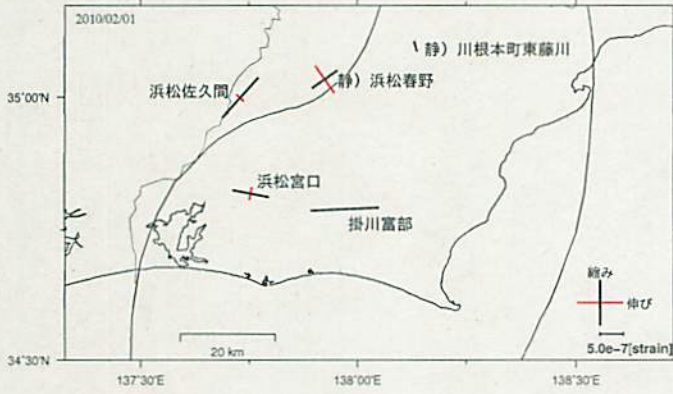 2010/02/01
静）川根本町東藤川
浜松佐久間
静）浜松春野
35°00'N
浜松宮口
掛川富部
縮み
伸び
20 km
5.0e-7[strain]
34°30'N
137°30'E
138°00'E
138°30'E